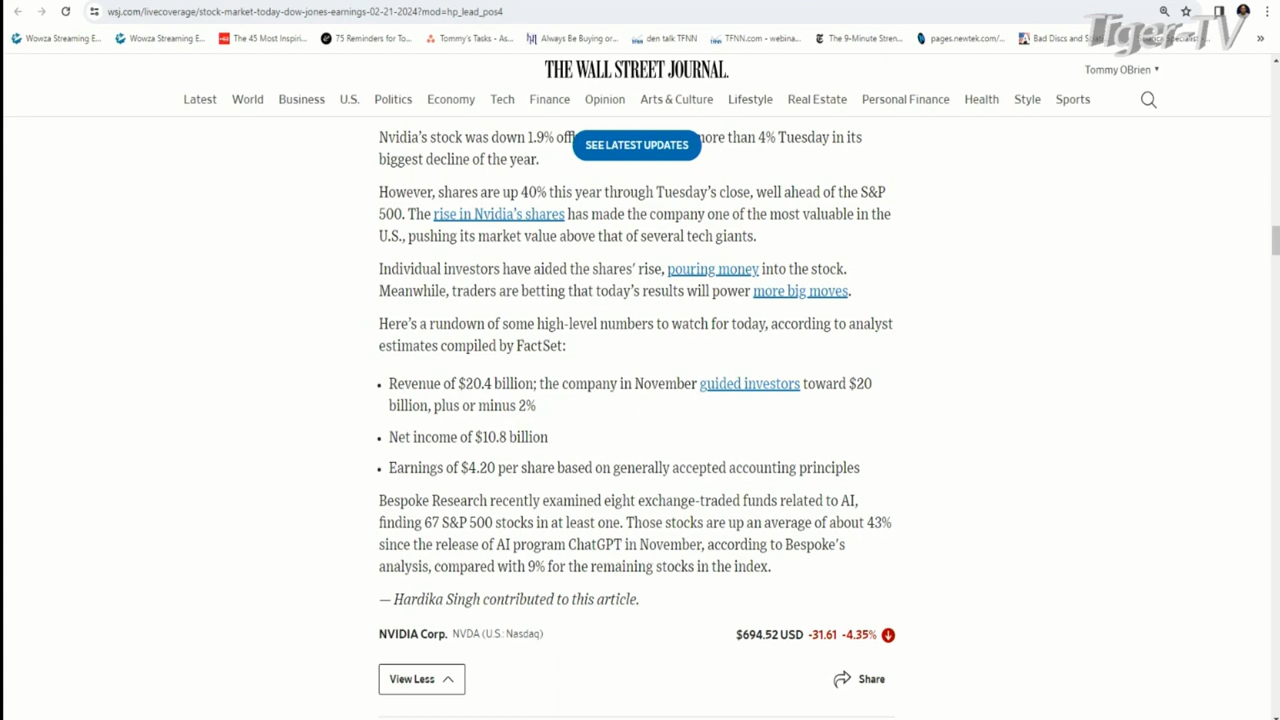 wsj.com/livecoverage/stock-market-today-dow-jones-earnings-02-21-2024?mod=hp_lead_pos4
Wowza Streaming E... Wowza Streaming E... The 45 Most Inspiri... 75 Reminders for To... Tommy's Tasks - As... Always Be Buying or... den talk TFNN TFNN.com - webina... The 9-Minute Stren... pages.newtek.com/... Bad Discs and
Tiger-TV
THE WALL STREET JOURNAL.
Tommy OBrien
Latest World Business U.S. Politics Economy Tech Finance Opinion Arts & Culture Lifestyle Real Estate Personal Finance Health Style Sports
Nvidia's stock was down 1.9% more than 4% Tuesday in its
SEE LATEST UPDATES
biggest decline of the year.
However, shares are up 40% this year through Tuesday's close, well ahead of the S&P
500. The rise in Nvidia's shares has made the company one of the most valuable in the
U.S., pushing its market value above that of several tech giants.
Individual investors have aided the shares' rise, pouring money into the stock.
Meanwhile, traders are betting that today's results will power more big moves.
Here's a rundown of some high-level numbers to watch for today, according to analyst
estimates compiled by FactSet:
• Revenue of $20.4 billion; the company in November guided investors toward $20
billion, plus or minus 2%
• Net income of $10.8 billion
• Earnings of $4.20 per share based on generally accepted accounting principles
Bespoke Research recently examined eight exchange-traded funds related to AI,
finding 67 S&P 500 stocks in at least one. Those stocks are up an average of about 43%
since the release of AI program ChatGPT in November, according to Bespoke's
analysis, compared with 9% for the remaining stocks in the index.
— Hardika Singh contributed to this article.
NVIDIA Corp. NVDA (U.S.: Nasdaq) $694.52 USD -31.61 -4.35%
View Less Share